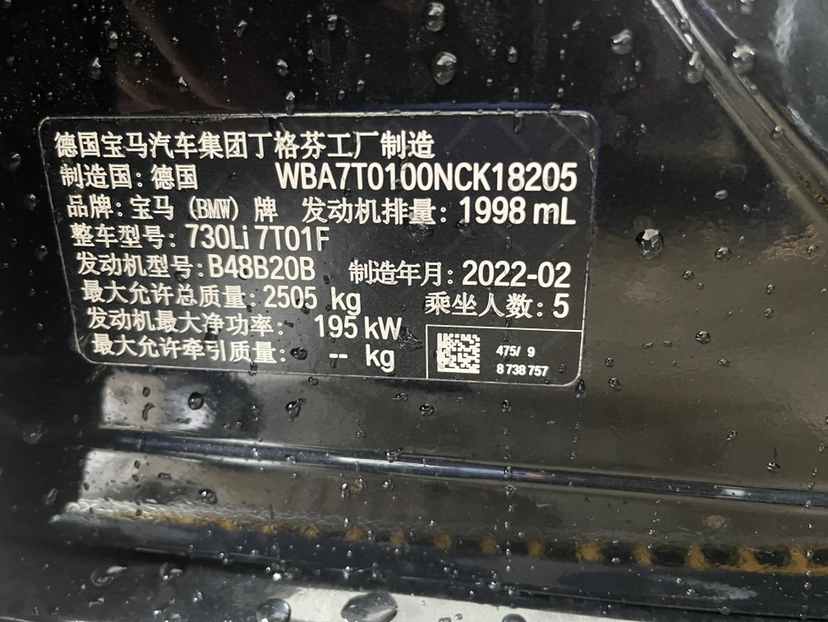 德国宝马汽车集团丁格芬工厂制造
制造国: 德国 WBA7T0100NCK18205
品牌: 宝马 (BMW) 牌 发动机排量: 1998 mL
整车型号: 730Li 7T01F
发动机型号: B48B20B 制造年月: 2022-02
最大允许总质量: 2505 kg 乘坐人数: 5
发动机最大净功率: 195 kW
最大允许牵引质量: -- kg
475/ 9
8 738 757